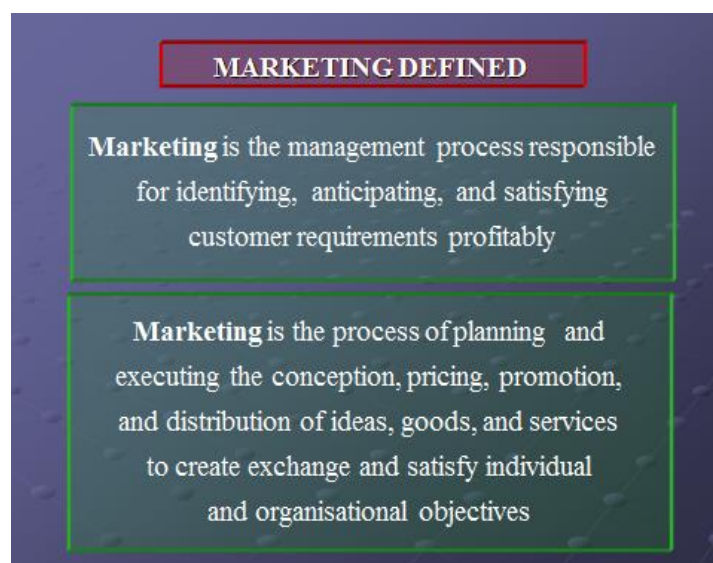 MARKETING DEFINED
Marketing is the management process responsible
for identifying, anticipating, and satisfying
customer requirements profitably
Marketing is the process of planning and
executing the conception, pricing, promotion,
and distribution of ideas, goods, and services
to create exchange and satisfy individual
and organisational objectives